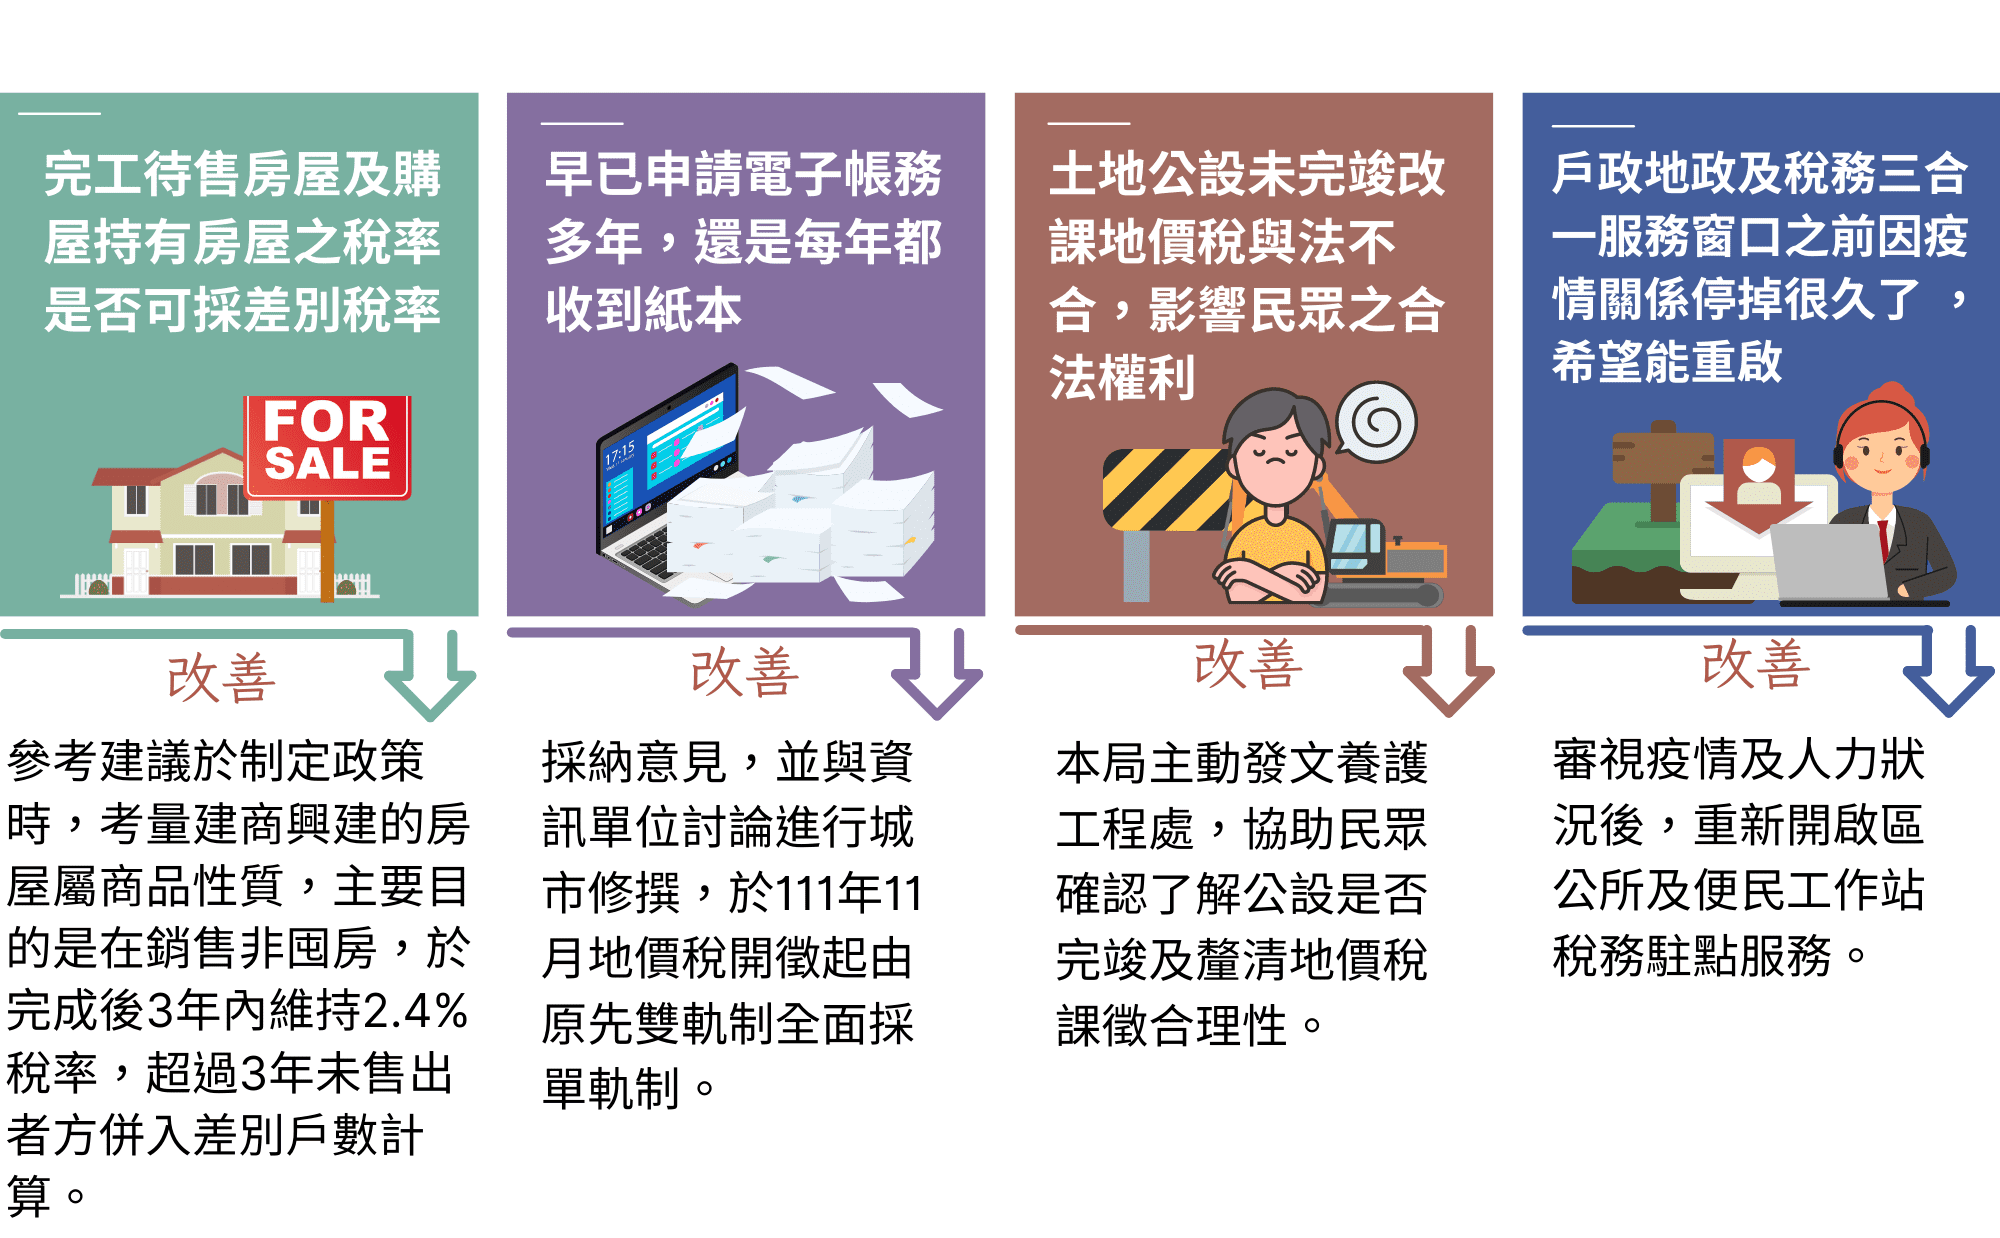 完工待售房屋及購
屋持有房屋之稅率
是否可採差別稅率
FOR
SALE
改善
參考建議於制定政策
時，考量建商興建的房
屋屬商品性質，主要目
的是在銷售非囤房，於
完成後3年內維持2.4%
稅率，超過3年未售出
者方併入差別戶數計
算。
早已申請電子帳務
多年，還是每年都
收到紙本
17:15
改善
採納意見，並與資
訊單位討論進行城
市修撰，於111年11
月地價稅開徵起由
原先雙軌制全面採
單軌制。
土地公設未完竣改
課地價稅與法不
合，影響民眾之合
法權利
改善
本局主動發文養護
工程處，協助民眾
確認了解公設是否
完竣及釐清地價稅
課徵合理性。
戶政地政及稅務三合
一服務窗口之前因疫
情關係停掉很久了，
希望能重啟
改善
審視疫情及人力狀
況後，重新開啟區
公所及便民工作站
稅務駐點服務。